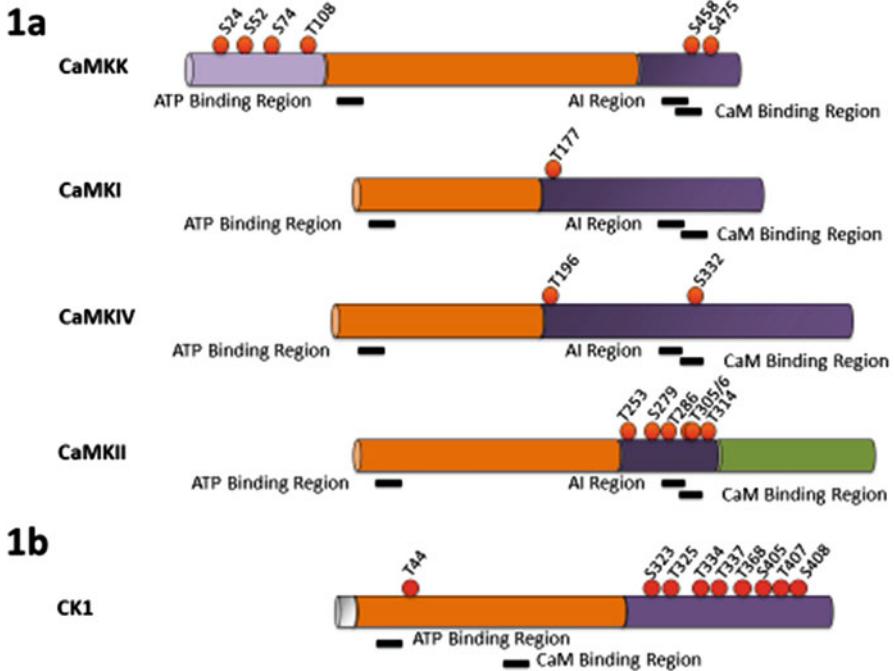 1a
S24 S52 S74 T108 S458 S475
CaMKK
ATP Binding Region AI Region CaM Binding Region
T177
CaMKI
ATP Binding Region AI Region CaM Binding Region
T196 S332
CaMKIV
ATP Binding Region AI Region CaM Binding Region
T253 S279 T286 T305/6 T314
CaMKII
ATP Binding Region AI Region CaM Binding Region
1b
T44 S323 T325 T334 T337 T368 S405 T407 S408
CK1
ATP Binding Region
CaM Binding Region